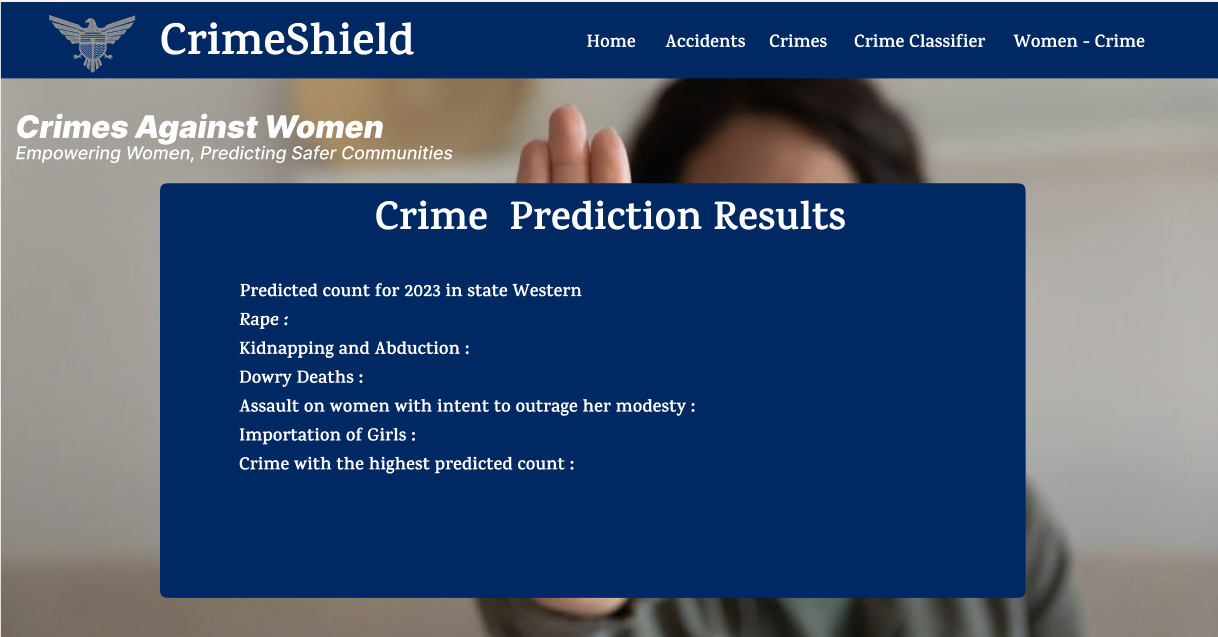 CrimeShield
Home Accidents Crimes Crime Classifier Women - Crime
Crimes Against Women
Empowering Women, Predicting Safer Communities
Crime Prediction Results
Predicted count for 2023 in state Western
Rape :
Kidnapping and Abduction :
Dowry Deaths :
Assault on women with intent to outrage her modesty :
Importation of Girls :
Crime with the highest predicted count :